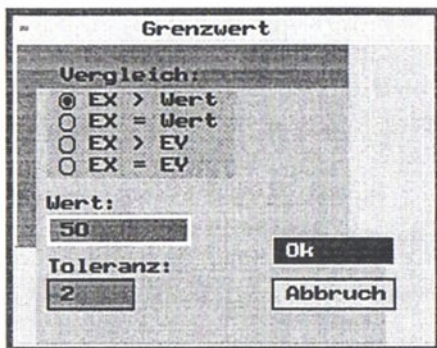 Grenzwert
Vergleich:
EX > Wert
EX = Wert
EX > EY
EX = EY
Wert:
50
Toleranz:
2
Ok
Abbruch